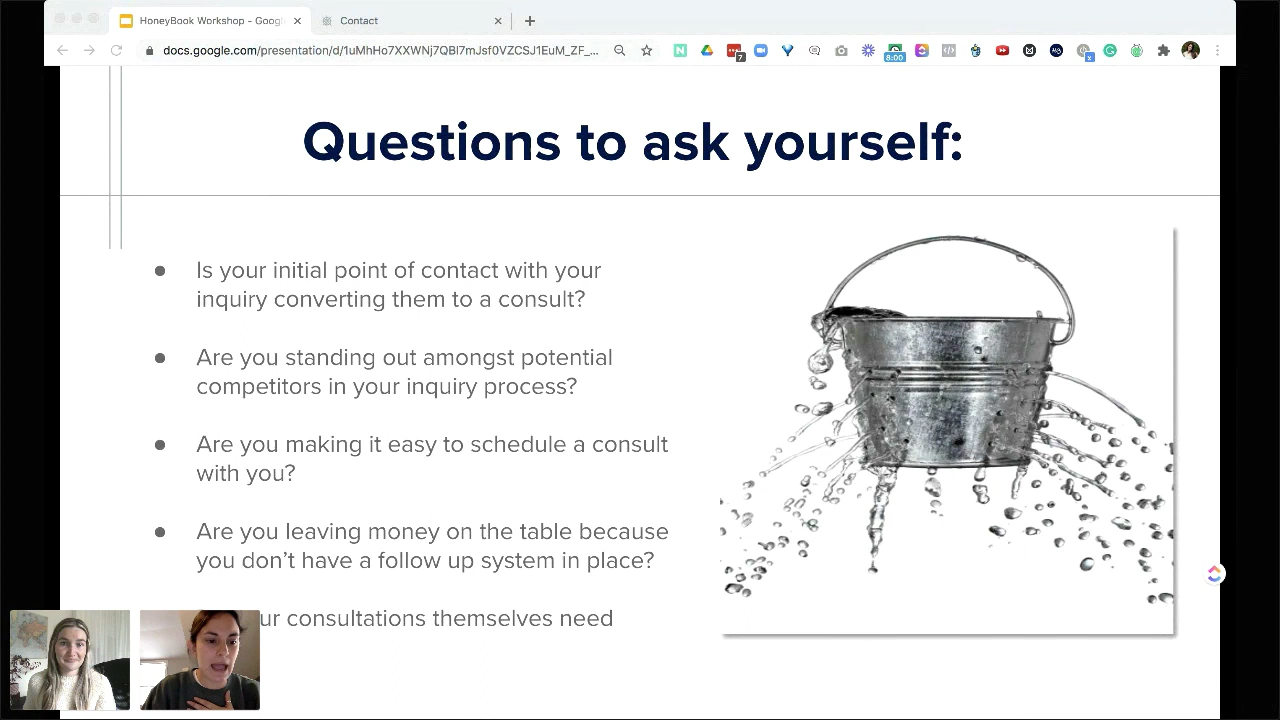 HoneyBook Workshop - Googl
Contact
docs.google.com/presentation/d/1uMhHo7XXWNj7QBl7mJsf0VZCSJ1EuM_ZF_...
7
8:00
Questions to ask yourself:
Is your initial point of contact with your
inquiry converting them to a consult?
Are you standing out amongst potential
competitors in your inquiry process?
Are you making it easy to schedule a consult
with you?
Are you leaving money on the table because
you don’t have a follow up system in place?
ur consultations themselves need